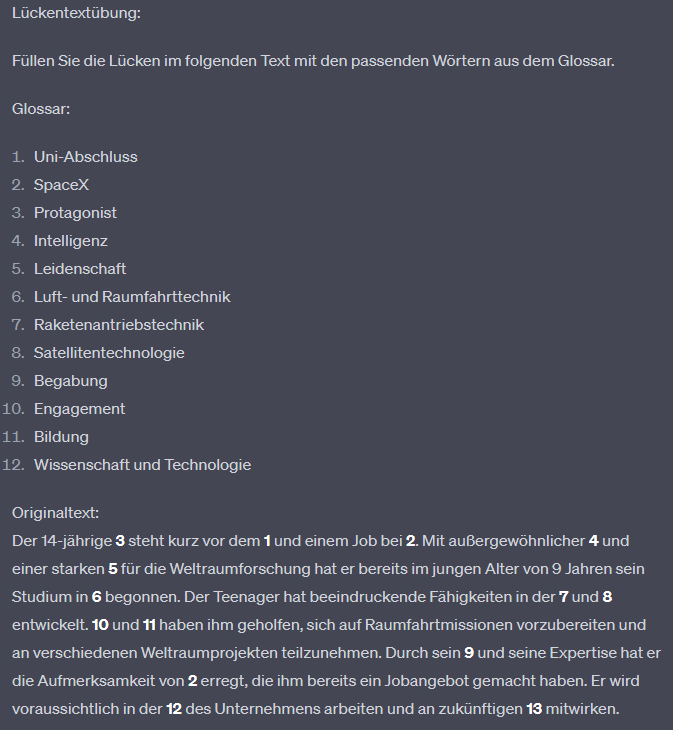 Lückentextübung:
Füllen Sie die Lücken im folgenden Text mit den passenden Wörtern aus dem Glossar.
Glossar:
1. Uni-Abschluss
2. SpaceX
3. Protagonist
4. Intelligenz
5. Leidenschaft
6. Luft- und Raumfahrttechnik
7. Raketenantriebstechnik
8. Satellitentechnologie
9. Begabung
10. Engagement
11. Bildung
12. Wissenschaft und Technologie
Originaltext:
Der 14-jährige 3 steht kurz vor dem 1 und einem Job bei 2. Mit außergewöhnlicher 4 und
einer starken 5 für die Weltraumforschung hat er bereits im jungen Alter von 9 Jahren sein
Studium in 6 begonnen. Der Teenager hat beeindruckende Fähigkeiten in der 7 und 8
entwickelt. 10 und 11 haben ihm geholfen, sich auf Raumfahrtmissionen vorzubereiten und
an verschiedenen Weltraumprojekten teilzunehmen. Durch sein 9 und seine Expertise hat er
die Aufmerksamkeit von 2 erregt, die ihm bereits ein Jobangebot gemacht haben. Er wird
voraussichtlich in der 12 des Unternehmens arbeiten und an zukünftigen 13 mitwirken.